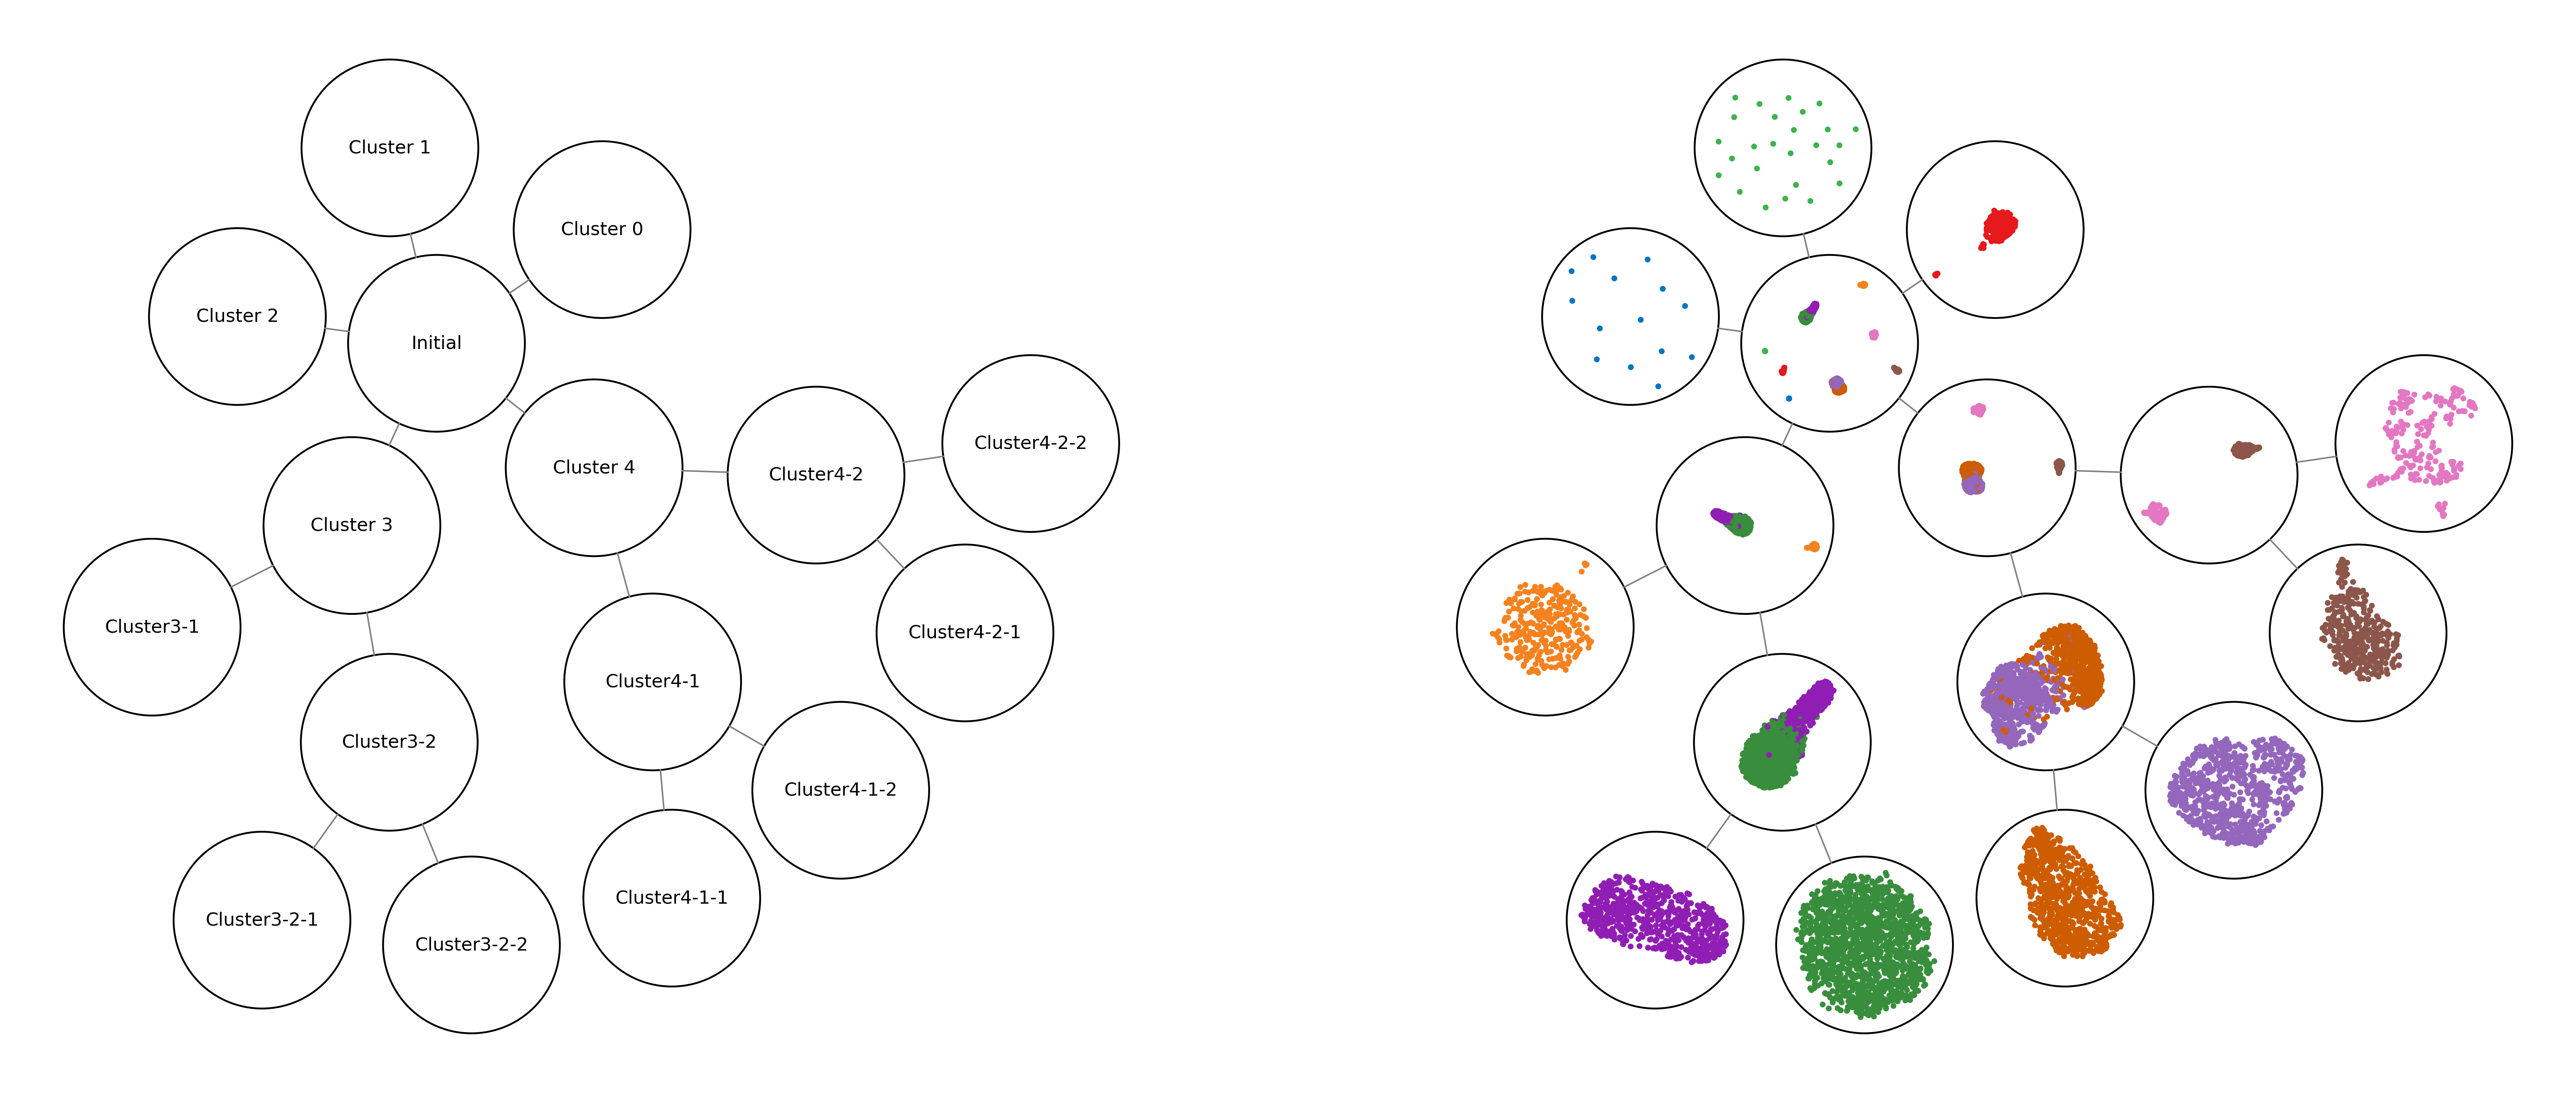 Cluster 1
Cluster 0
Cluster 2
Initial
Cluster4-2-2
Cluster 4
Cluster4-2
Cluster 3
Cluster3-1
Cluster4-2-1
Cluster4-1
Cluster3-2
Cluster4-1-2
Cluster4-1-1
Cluster3-2-1
Cluster3-2-2